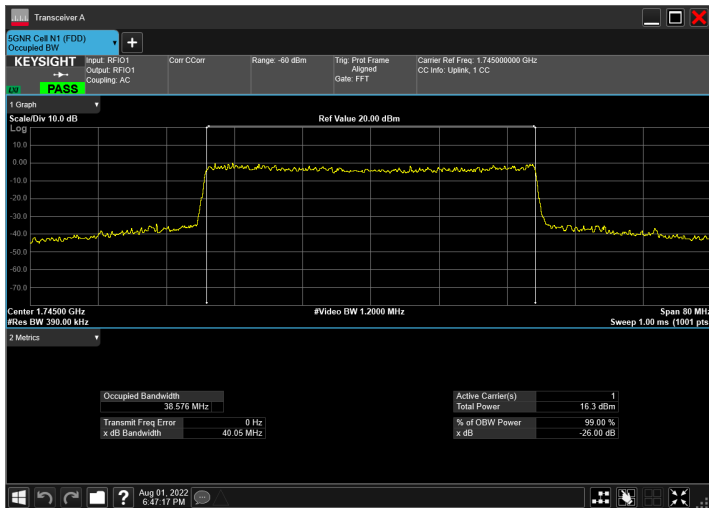 Transceiver A
5GNR Cell N1 (FDD)
Occupied BW
+
KEYSIGHT
LXI
PASS
Input: RFIO1
Output: RFIO1
Coupling: AC
Corr CCorr
Range: -60 dBm
Trig: Prot Frame
Aligned
Gate: FFT
Carrier Ref Freq: 1.745000000 GHz
CC Info: Uplink, 1 CC
1 Graph
Scale/Div 10.0 dB
Ref Value 20.00 dBm
Log
10.0
0.00
-10.0
-20.0
-30.0
-40.0
-50.0
-60.0
-70.0
Center 1.74500 GHz
#Video BW 1.2000 MHz
Span 80 MHz
#Res BW 390.00 kHz
Sweep 1.00 ms (1001 pts
2 Metrics
Occupied Bandwidth
38.576 MHz
Transmit Freq Error 0 Hz
x dB Bandwidth 40.05 MHz
Active Carrier(s) 1
Total Power 16.3 dBm
% of OBW Power 99.00 %
x dB -26.00 dB
?
Aug 01, 2022
6:47:17 PM